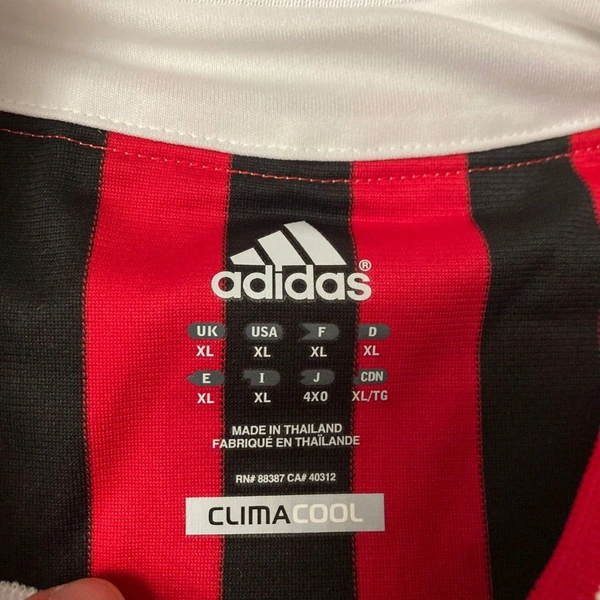 adidas®
UK USA F D
XL XL XL XL
E I J CDN
XL XL 4XO XL/TG
MADE IN THAILAND
FABRIQUÉ EN THAÏLANDE
RN# 88387 CA# 40312
CLIMACOOL